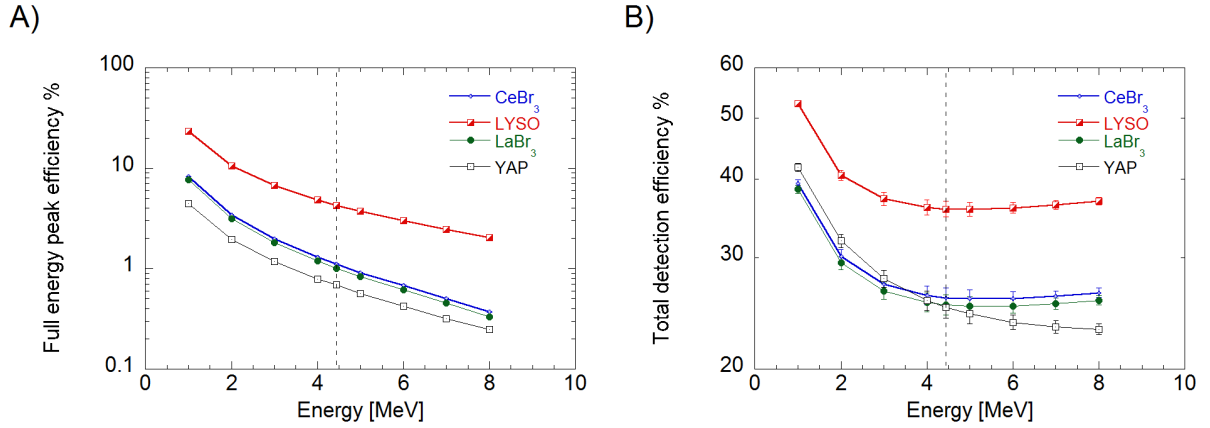 A)
Full energy peak efficiency %
100
10
1
0.1
0
2
4
6
8
10
Energy [MeV]
CeBr3
LYSO
LaBr3
YAP
B)
Total detection efficiency %
60
50
40
30
20
0
2
4
6
8
10
Energy [MeV]
CeBr3
LYSO
LaBr3
YAP